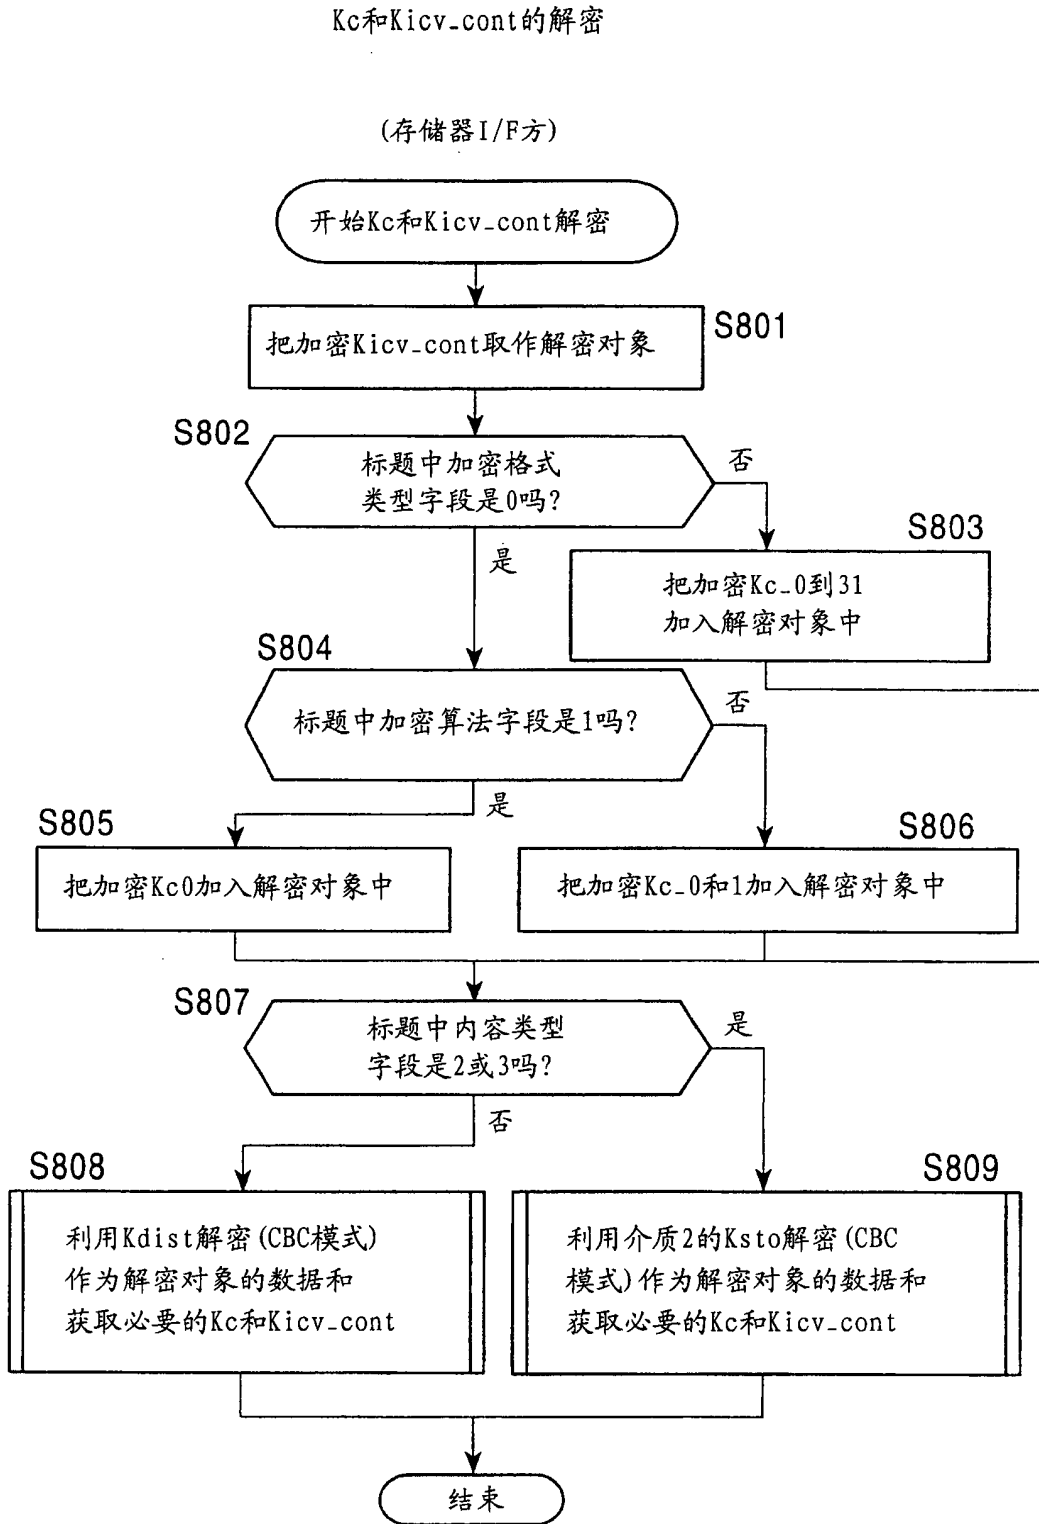 Kc和Kicv_cont的解密
(存储器I/F方)
开始Kc和Kicv_cont解密
S801
把加密Kicv_cont取作解密对象
S802
标题中加密格式
类型字段是0吗?
否
是
S803
把加密Kc_0到31
加入解密对象中
S804
标题中加密算法字段是1吗?
否
是
S805
把加密Kc0加入解密对象中
S806
把加密Kc_0和1加入解密对象中
S807
标题中内容类型
字段是2或3吗?
是
否
S808
利用Kdist解密(CBC模式)
作为解密对象的数据和
获取必要的Kc和Kicv_cont
S809
利用介质2的Ksto解密(CBC
模式)作为解密对象的数据和
获取必要的Kc和Kicv_cont
结束